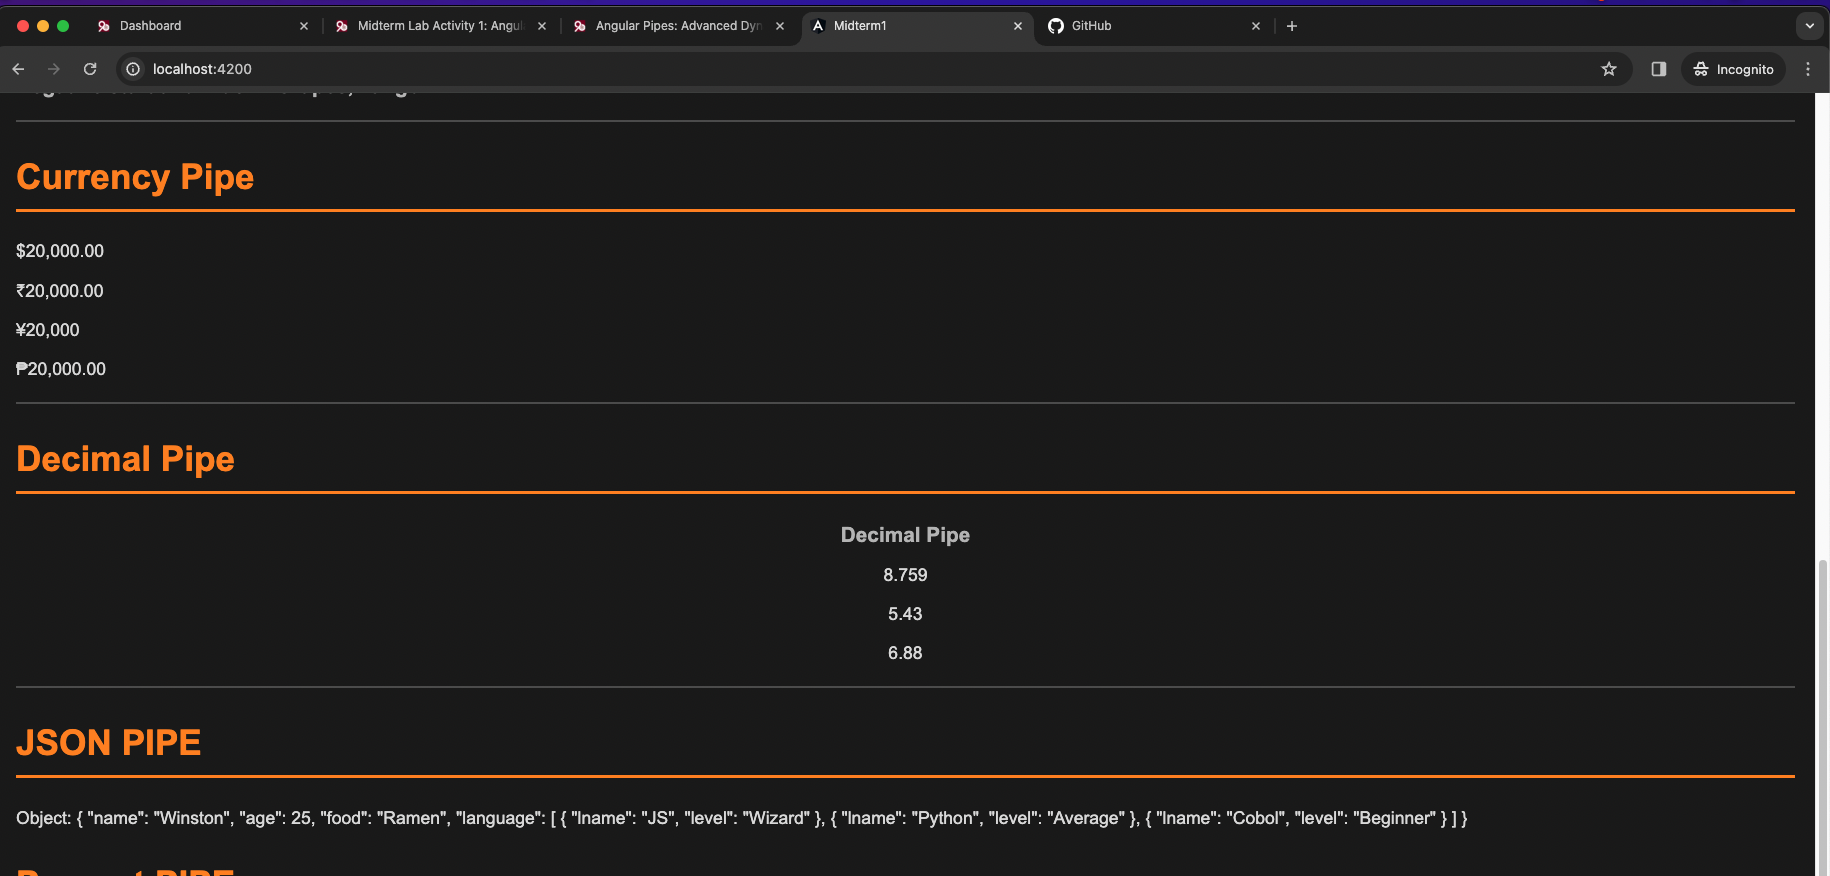 Dashboard
Midterm Lab Activity 1: Angul
Angular Pipes: Advanced Dyn
Midterm1
GitHub
localhost:4200
Incognito
Currency Pipe
$20,000.00
₹20,000.00
¥20,000
₱20,000.00
Decimal Pipe
Decimal Pipe
8.759
5.43
6.88
JSON PIPE
Object: { "name": "Winston", "age": 25, "food": "Ramen", "language": [ { "lname": "JS", "level": "Wizard" }, { "lname": "Python", "level": "Average" }, { "lname": "Cobol", "level": "Beginner" } ] }
PIPE